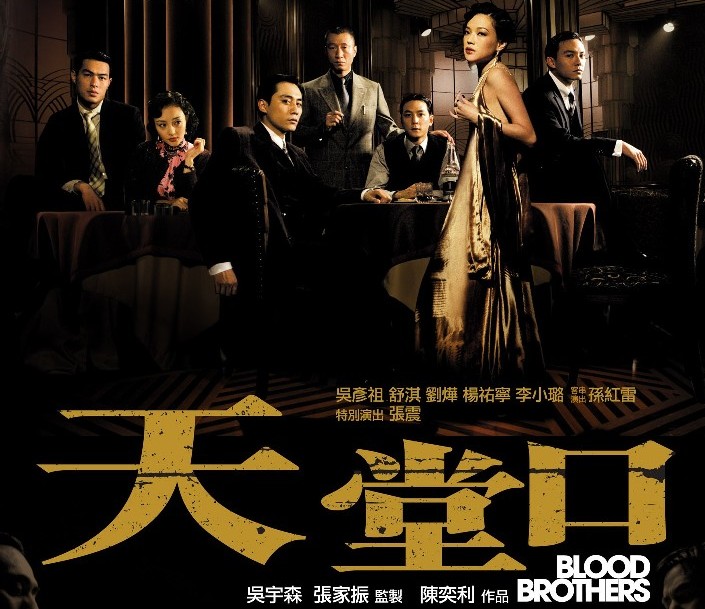 吳彥祖 舒淇 劉燁 楊祐寧 李小璐 客串演出 孫紅雷
特別演出 張震
天堂口
BLOOD
BROTHERS
吳宇森 張家振 監製 陳奕利 作品